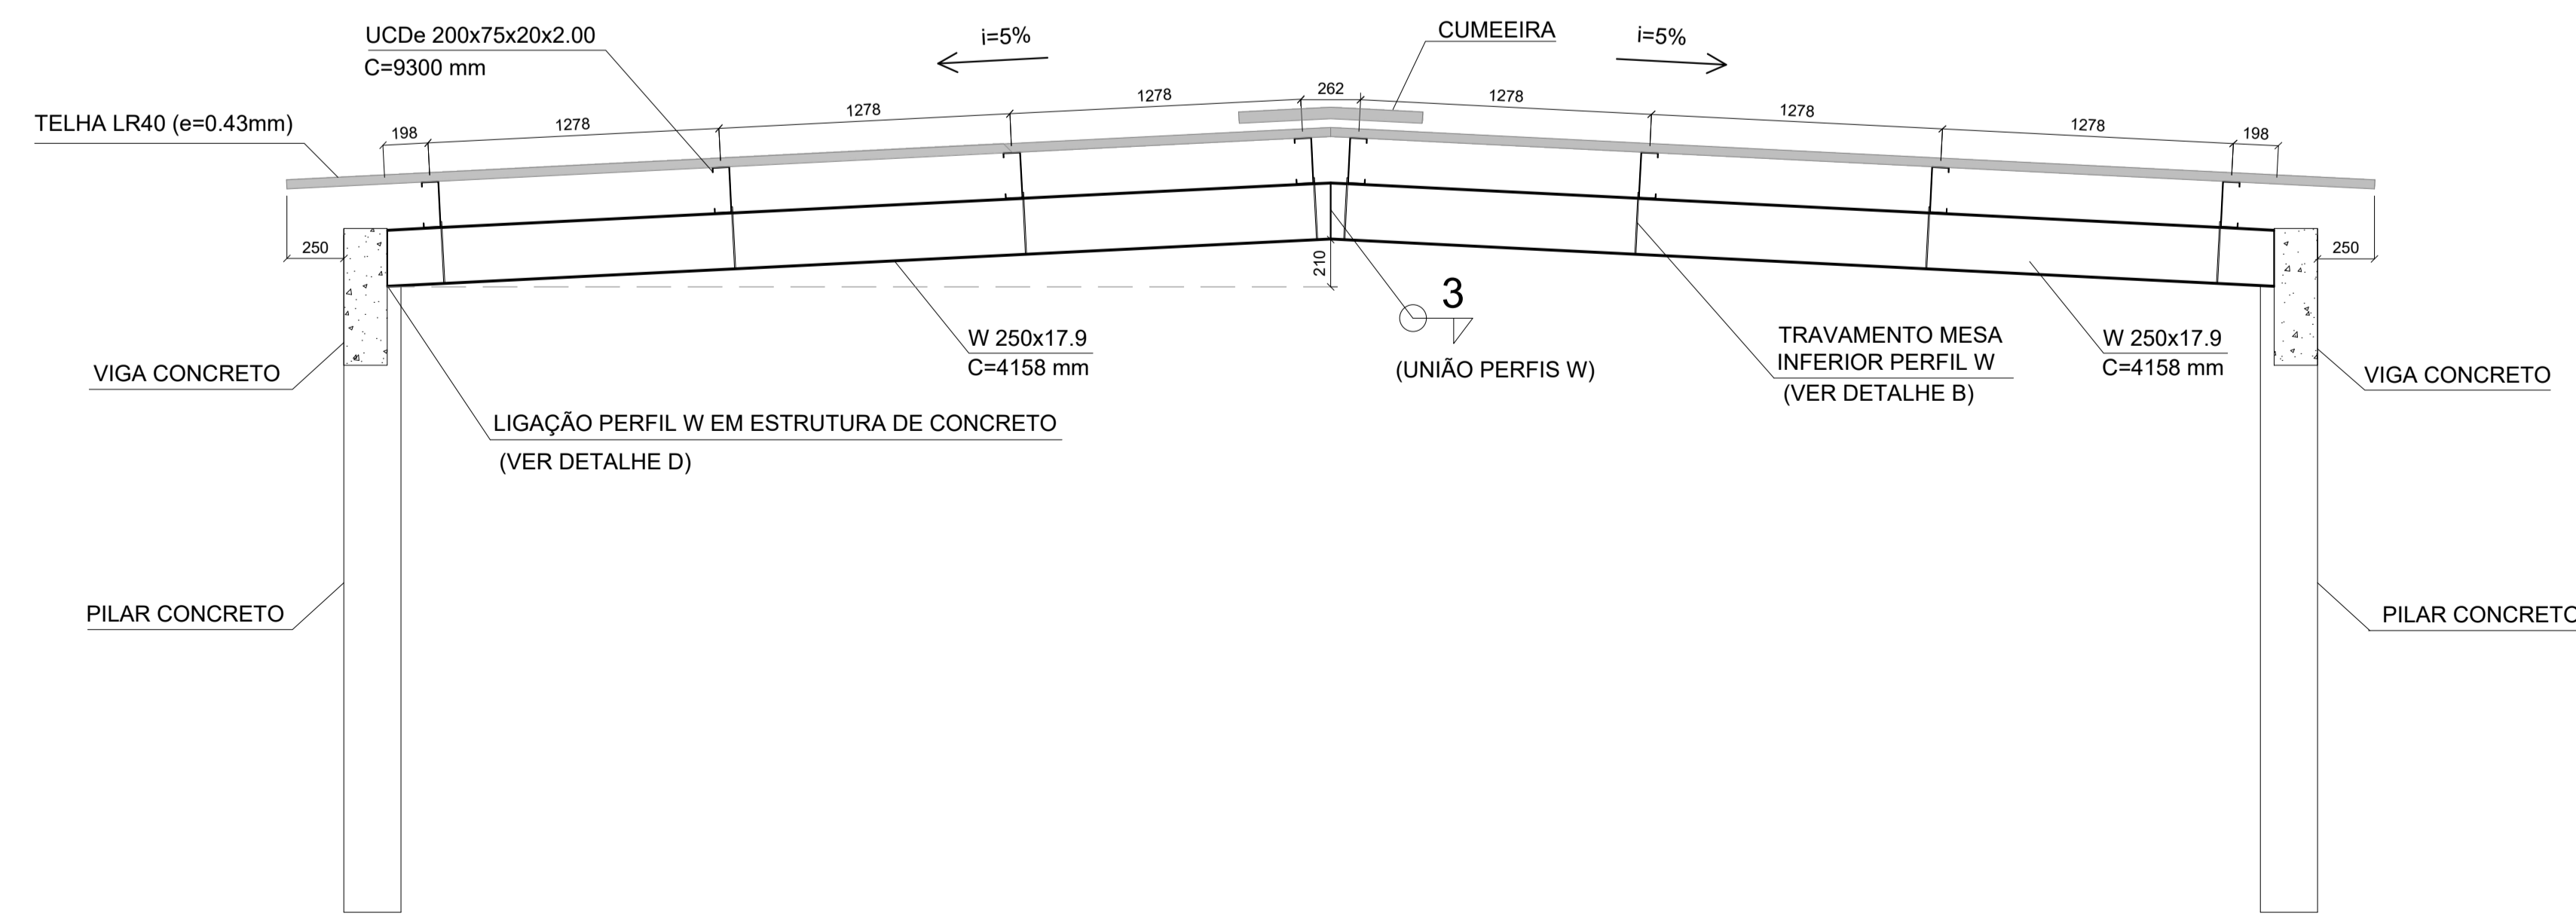 UCDe 200x75x20x2.00
C=9300 mm
i=5%
CUMEEIRA
i=5%
TELHA LR40 (e=0.43mm)
198
1278
1278
1278
262
1278
1278
1278
198
250
210
250
3
(UNIÃO PERFIS W)
W 250x17.9
C=4158 mm
TRAVAMENTO MESA
INFERIOR PERFIL W
(VER DETALHE B)
W 250x17.9
C=4158 mm
VIGA CONCRETO
VIGA CONCRETO
LIGAÇÃO PERFIL W EM ESTRUTURA DE CONCRETO
(VER DETALHE D)
PILAR CONCRETO
PILAR CONCRETO